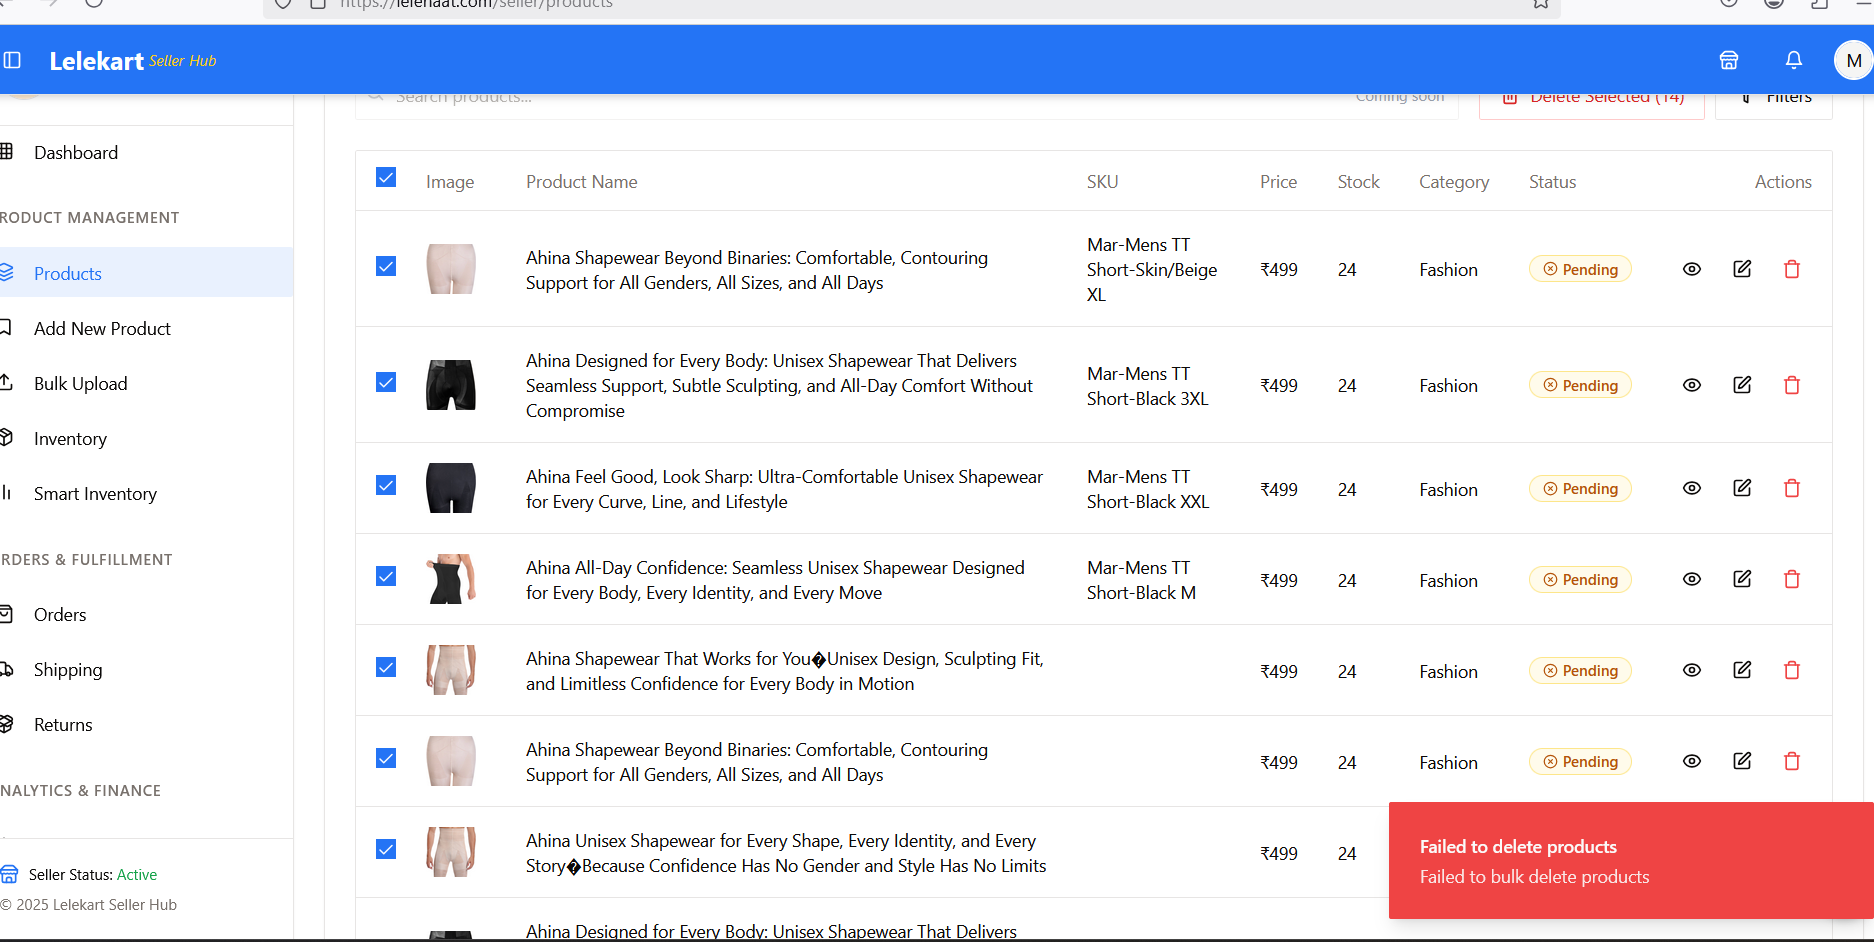 https://lelehaat.com/seller/products
Lelekart Seller Hub
M
Search products...
Coming soon
Delete Selected (14)
Filters
Dashboard
RODUCT MANAGEMENT
Products
Add New Product
Bulk Upload
Inventory
Smart Inventory
RDERS & FULFILLMENT
Orders
Shipping
Returns
NALYTICS & FINANCE
Seller Status: Active
© 2025 Lelekart Seller Hub
Image Product Name SKU Price Stock Category Status Actions
Ahina Shapewear Beyond Binaries: Comfortable, Contouring
Support for All Genders, All Sizes, and All Days
Mar-Mens TT
Short-Skin/Beige
XL
₹499 24 Fashion Pending
Ahina Designed for Every Body: Unisex Shapewear That Delivers
Seamless Support, Subtle Sculpting, and All-Day Comfort Without
Compromise
Mar-Mens TT
Short-Black 3XL
₹499 24 Fashion Pending
Ahina Feel Good, Look Sharp: Ultra-Comfortable Unisex Shapewear
for Every Curve, Line, and Lifestyle
Mar-Mens TT
Short-Black XXL
₹499 24 Fashion Pending
Ahina All-Day Confidence: Seamless Unisex Shapewear Designed
for Every Body, Every Identity, and Every Move
Mar-Mens TT
Short-Black M
₹499 24 Fashion Pending
Ahina Shapewear That Works for You�Unisex Design, Sculpting Fit,
and Limitless Confidence for Every Body in Motion
₹499 24 Fashion Pending
Ahina Shapewear Beyond Binaries: Comfortable, Contouring
Support for All Genders, All Sizes, and All Days
₹499 24 Fashion Pending
Ahina Unisex Shapewear for Every Shape, Every Identity, and Every
Story�Because Confidence Has No Gender and Style Has No Limits
₹499 24
Ahina Designed for Every Body: Unisex Shapewear That Delivers
Failed to delete products
Failed to bulk delete products